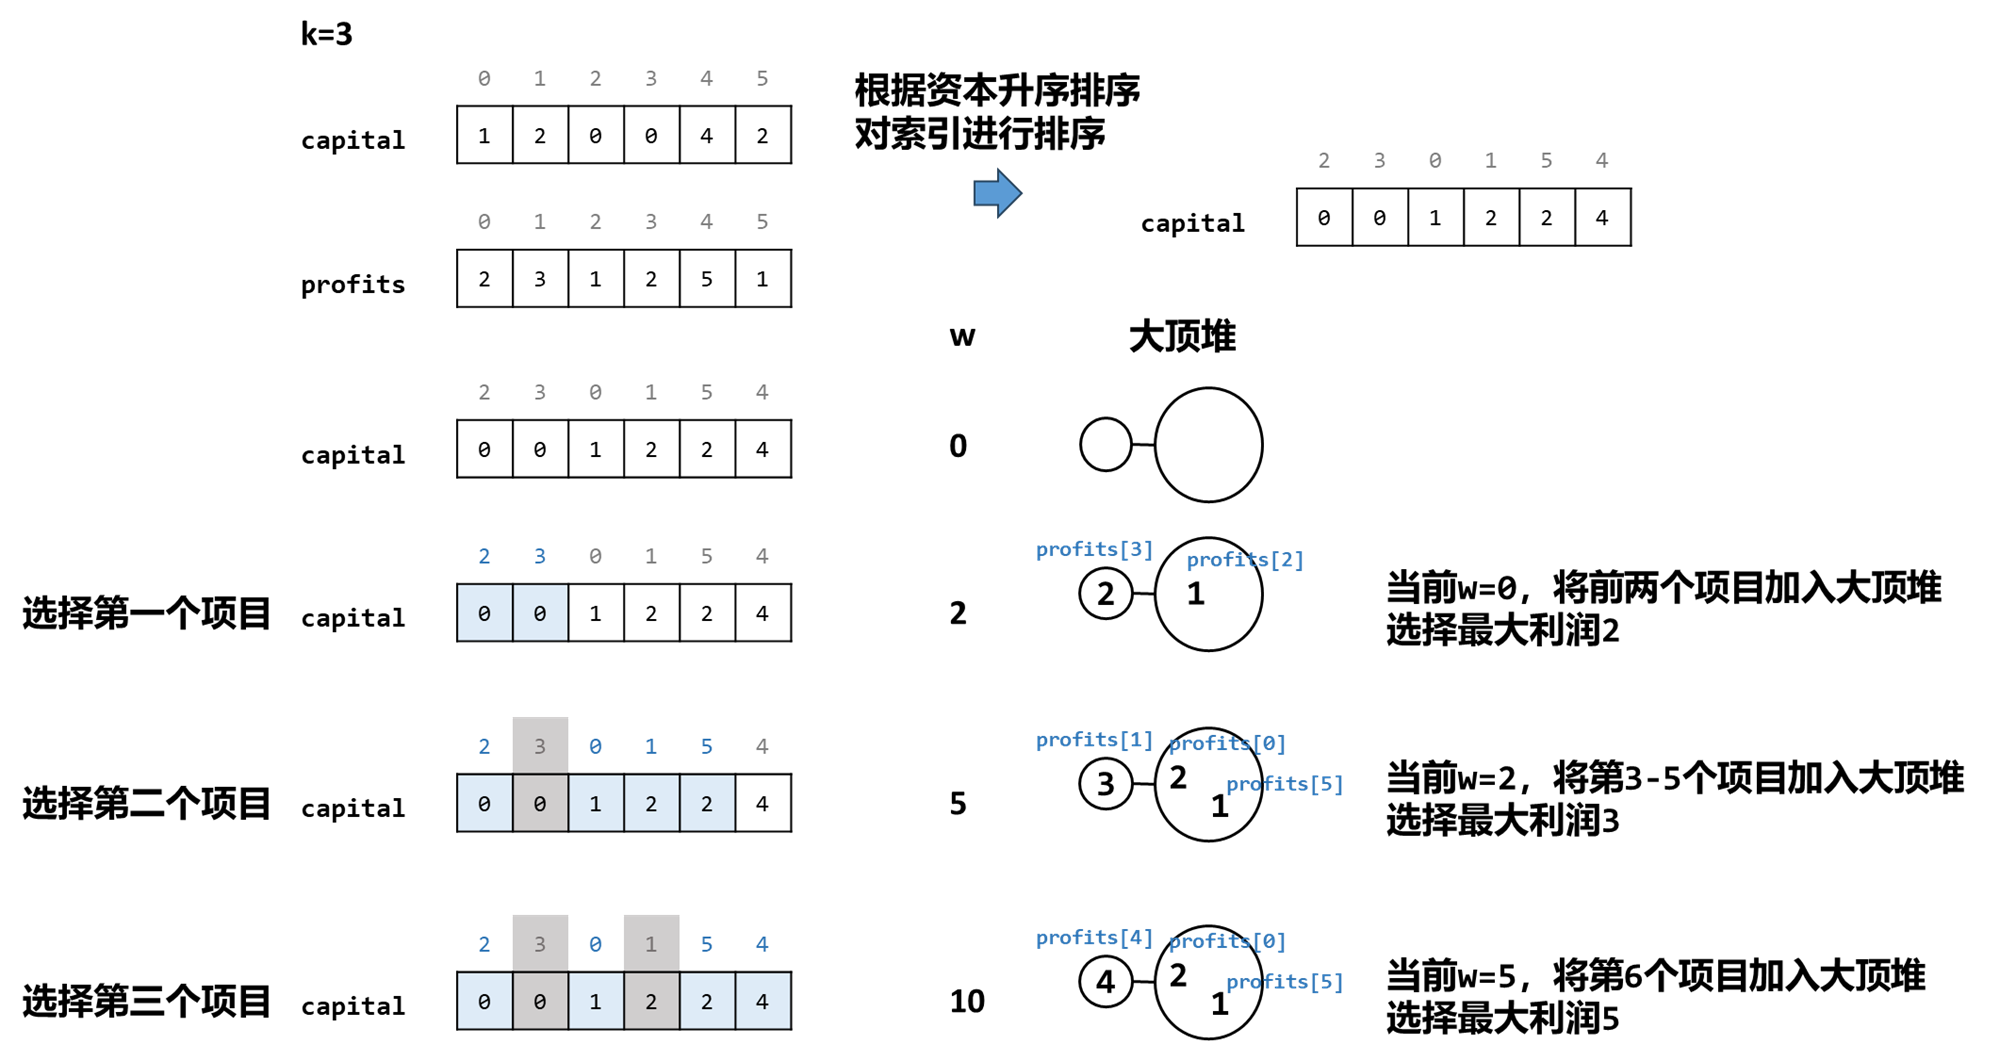 k=3
0 1 2 3 4 5
capital 1 2 0 0 4 2
根据资本升序排序
对索引进行排序
2 3 0 1 5 4
capital 0 0 1 2 2 4
0 1 2 3 4 5
profits 2 3 1 2 5 1
w 大顶堆
2 3 0 1 5 4
capital 0 0 1 2 2 4 0
2 3 0 1 5 4 profits[3] profits[2]
选择第一个项目 capital 0 0 1 2 2 4 2 2 1
当前w=0, 将前两个项目加入大顶堆
选择最大利润2
2 3 0 1 5 4 profits[1] profits[0]
选择第二个项目 capital 0 0 1 2 2 4 5 3 2 1 profits[5]
当前w=2, 将第3-5个项目加入大顶堆
选择最大利润3
2 3 0 1 5 4 profits[4] profits[0]
选择第三个项目 capital 0 0 1 2 2 4 10 4 2 1 profits[5]
当前w=5, 将第6个项目加入大顶堆
选择最大利润5